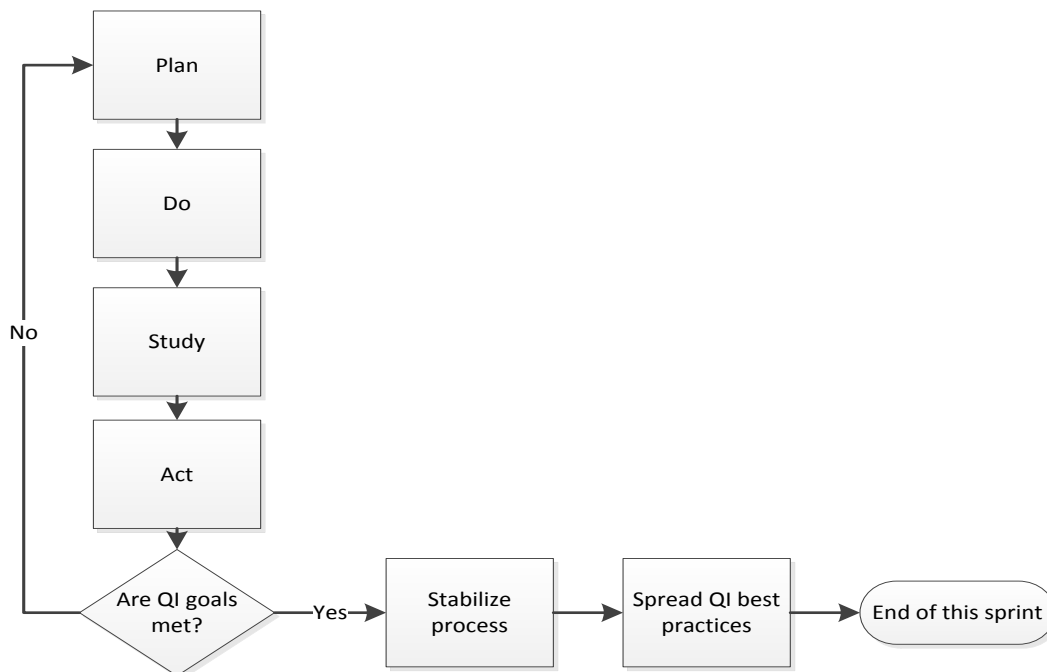 Plan
Do
No
Study
Act
Are QI goals
met?
Yes
Stabilize
process
Spread QI best
practices
End of this sprint